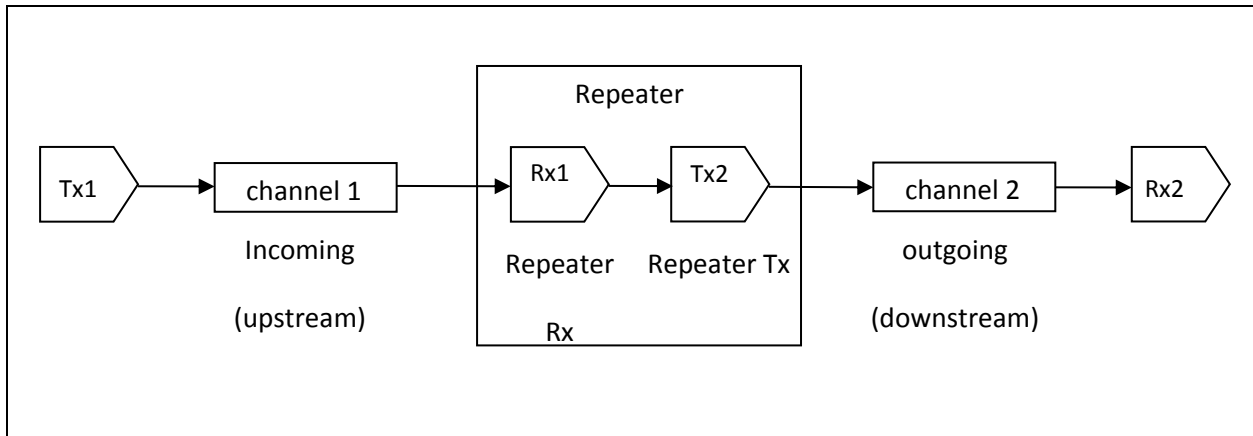 Repeater
Tx1
channel 1
Rx1
Tx2
channel 2
Rx2
Incoming
(upstream)
Repeater
Rx
Repeater Tx
outgoing
(downstream)